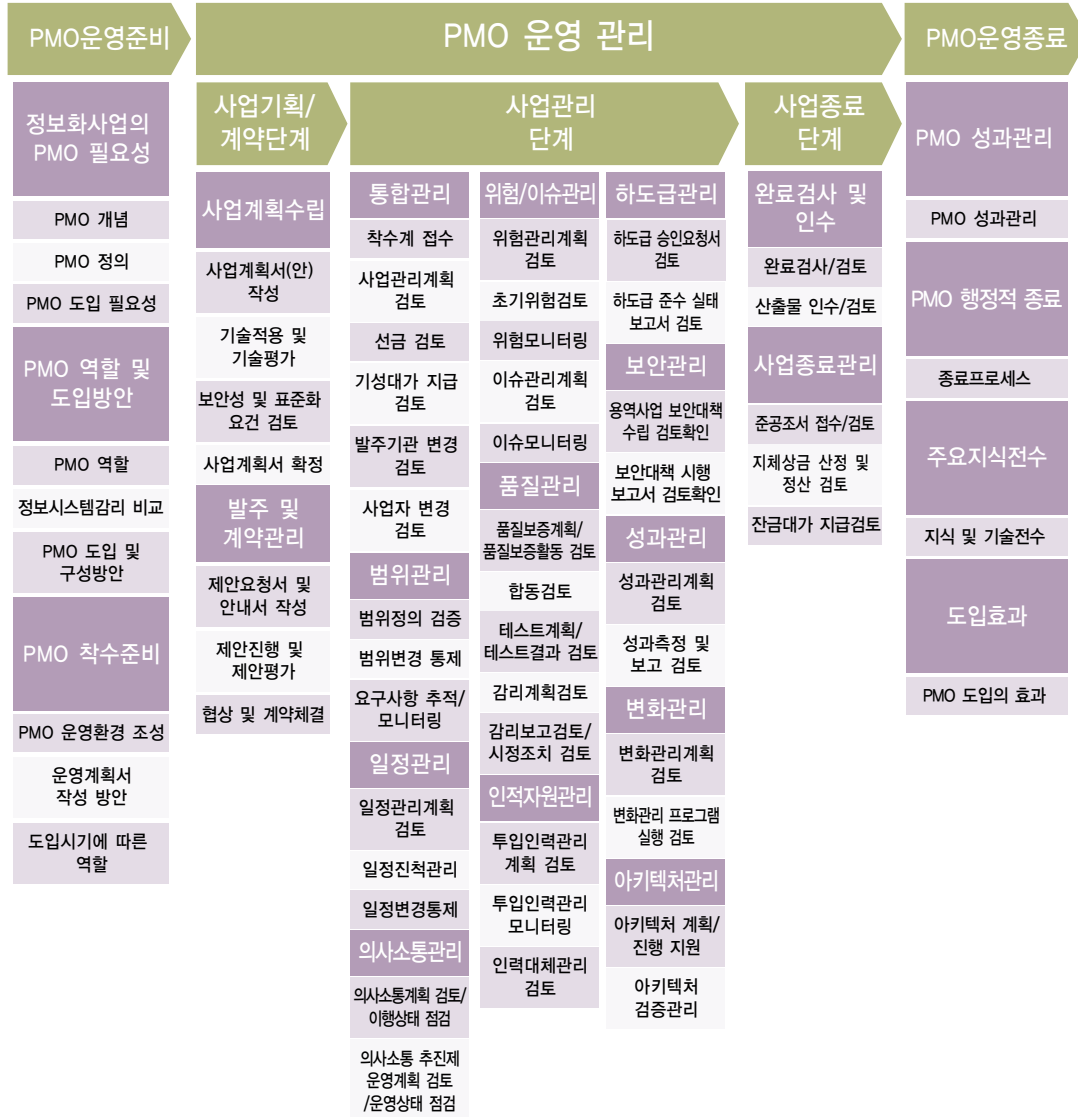 PMO운영준비
PMO 운영 관리
PMO운영종료
정보화사업의
PMO 필요성
PMO 개념
PMO 정의
PMO 도입 필요성
PMO 역할 및
도입방안
PMO 역할
정보시스템감리 비교
PMO 도입 및
구성방안
PMO 착수준비
PMO 운영환경 조성
운영계획서
작성 방안
도입시기에 따른
역할
사업기획/
계약단계
사업계획수립
사업계획서(안)
작성
기술적용 및
기술평가
보안성 및 표준화
요건 검토
사업계획서 확정
발주 및
계약관리
제안요청서 및
안내서 작성
제안진행 및
제안평가
협상 및 계약체결
사업관리
단계
통합관리
착수계 접수
사업관리계획
검토
선금 검토
기성대가 지급
검토
발주기관 변경
검토
사업자 변경
검토
범위관리
범위정의 검증
범위변경 통제
요구사항 추적/
모니터링
일정관리
일정관리계획
검토
일정진척관리
일정변경통제
의사소통관리
의사소통계획 검토/
이행상태 점검
의사소통 추진제
운영계획 검토
/운영상태 점검
위험/이슈관리
위험관리계획
검토
초기위험검토
위험모니터링
이슈관리계획
검토
이슈모니터링
품질관리
품질보증계획/
품질보증활동 검토
합동검토
테스트계획/
테스트결과 검토
감리계획검토
감리보고검토/
시정조치 검토
인적자원관리
투입인력관리
계획 검토
투입인력관리
모니터링
인력대체관리
검토
하도급관리
하도급 승인요청서
검토
하도급 준수 실태
보고서 검토
보안관리
용역사업 보안대책
수립 검토확인
보안대책 시행
보고서 검토확인
성과관리
성과관리계획
검토
성과측정 및
보고 검토
변화관리
변화관리계획
검토
변화관리 프로그램
실행 검토
아키텍처관리
아키텍처 계획/
진행 지원
아키텍처
검증관리
사업종료
단계
완료검사 및
인수
완료검사/검토
산출물 인수/검토
사업종료관리
준공조서 접수/검토
지체상금 산정 및
정산 검토
잔금대가 지급검토
PMO 성과관리
PMO 성과관리
PMO 행정적 종료
종료프로세스
주요지식전수
지식 및 기술전수
도입효과
PMO 도입의 효과